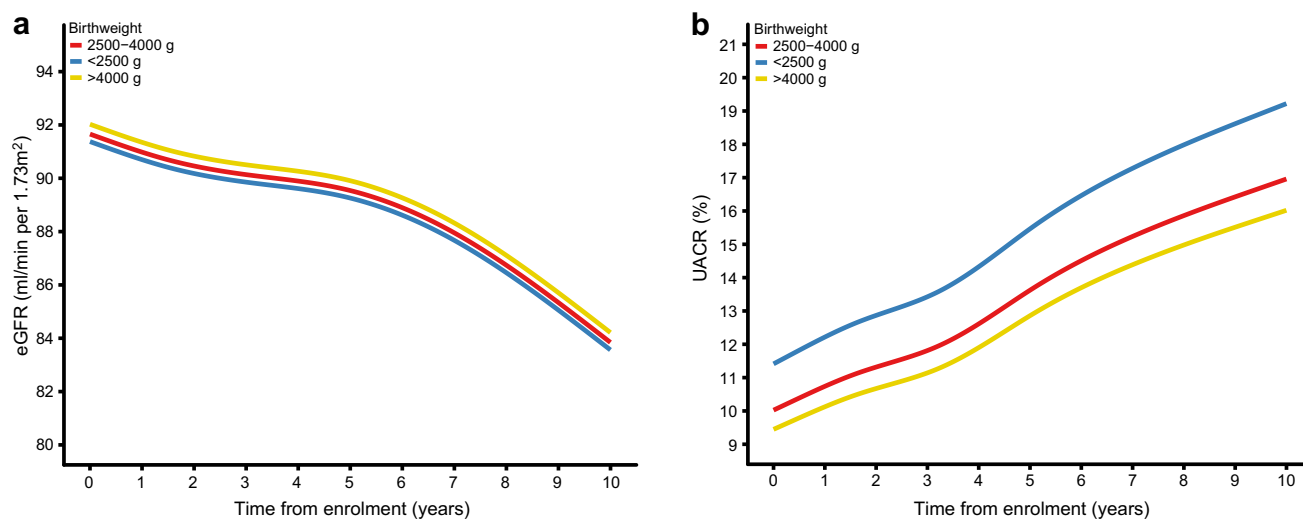 a
Birthweight
2500−4000 g
<2500 g
>4000 g
94
92
90
88
86
84
82
80
eGFR (ml/min per 1.73m²)
0 1 2 3 4 5 6 7 8 9 10
Time from enrolment (years)
b
Birthweight
2500−4000 g
<2500 g
>4000 g
21
20
19
18
17
16
15
14
13
12
11
10
9
UACR (%)
0 1 2 3 4 5 6 7 8 9 10
Time from enrolment (years)